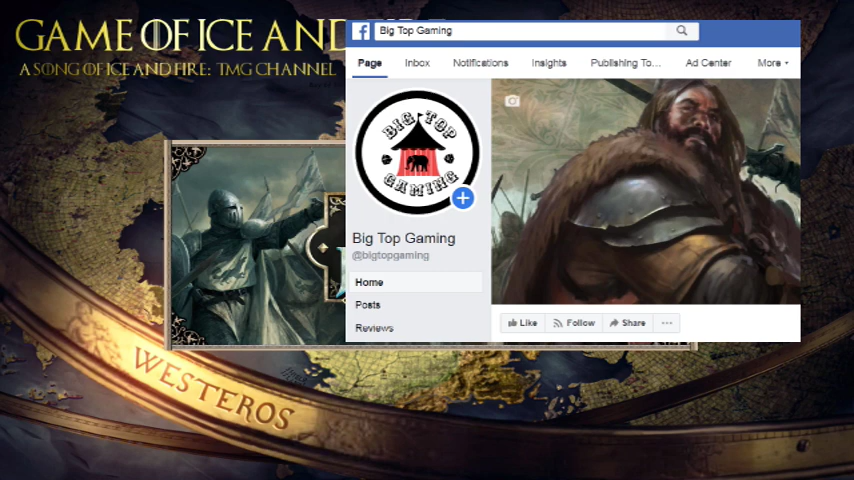 GAME OF ICE AND
A SONG OF ICE AND FIRE: TMG CHANNEL
Big Top Gaming
Page Inbox Notifications Insights Publishing To... Ad Center More
BIG TOP
GAMING
Big Top Gaming
@bigtopgaming
Home
Posts
Reviews
Like Follow Share ...
WESTEROS